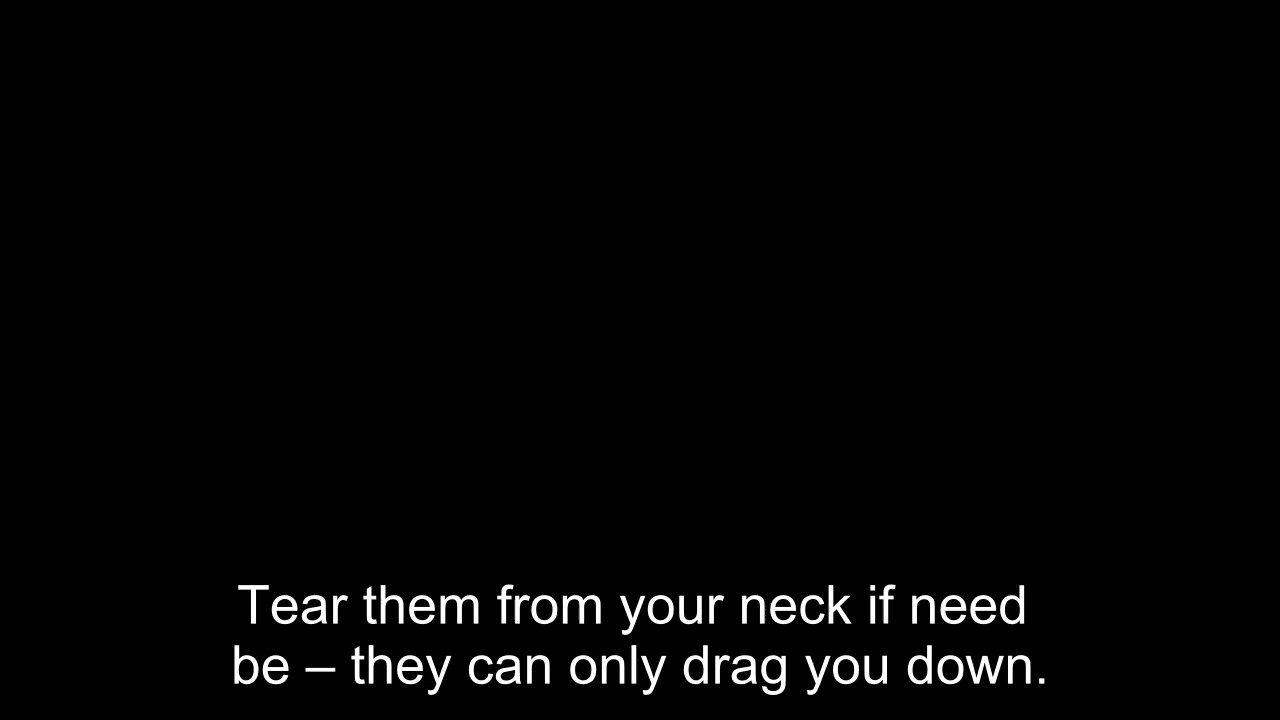 Tear them from your neck if need
be – they can only drag you down.